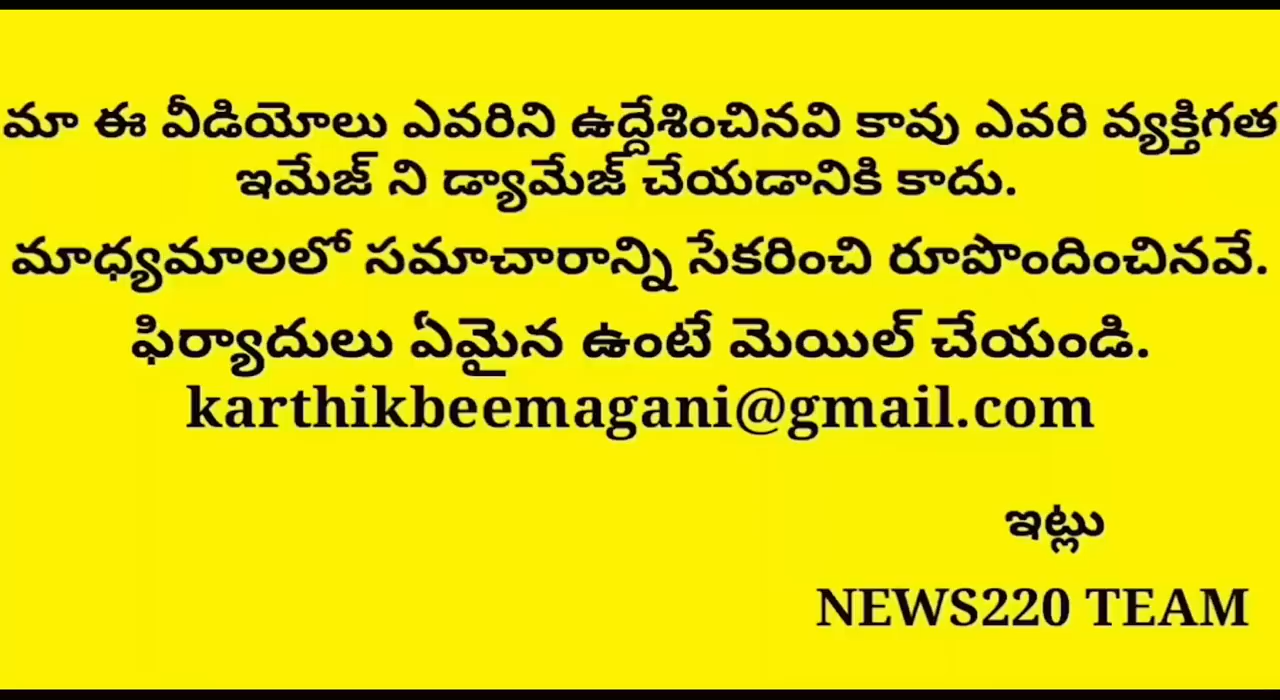 మా ఈ వీడియోలు ఎవరిని ఉద్దేశించినవి కావు ఎవరి వ్యక్తిగత
ఇమేజ్ ని డ్యామేజ్ చేయడానికి కాదు.
మాధ్యమాలలో సమాచారాన్ని సేకరించి రూపొందించినవే.
ఫిర్యాదులు ఏమైన ఉంటే మెయిల్ చేయండి.
karthikbeemagani@gmail.com
ఇట్లు
NEWS220 TEAM